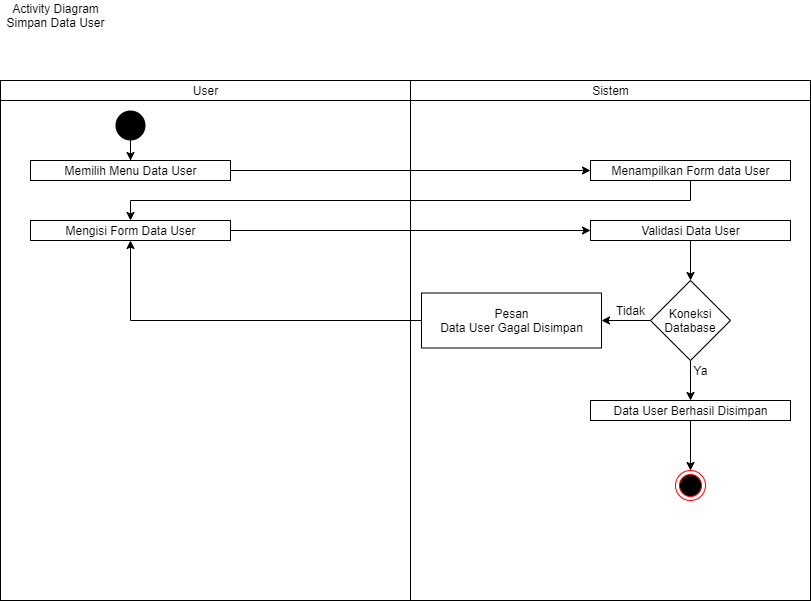 Activity Diagram
Simpan Data User
User
Sistem
Memilih Menu Data User
Menampilkan Form data User
Mengisi Form Data User
Validasi Data User
Koneksi
Database
Tidak
Pesan
Data User Gagal Disimpan
Ya
Data User Berhasil Disimpan